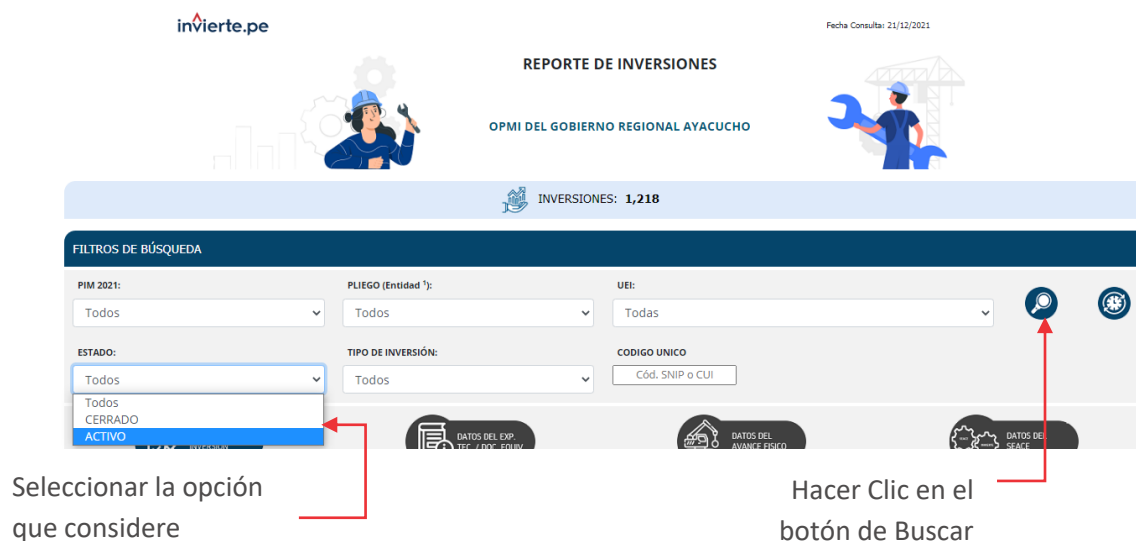 invierte.pe
Fecha Consulta: 21/12/2021
REPORTE DE INVERSIONES
OPMI DEL GOBIERNO REGIONAL AYACUCHO
INVERSIONES: 1,218
FILTROS DE BÚSQUEDA
PIM 2021:
PLIEGO (Entidad ¹):
UEI:
Todos
Todos
Todas
ESTADO:
TIPO DE INVERSIÓN:
CODIGO UNICO
Todos
Todos
Cód. SNIP o CUI
Todos
CERRADO
ACTIVO
INVERSIÓN
DATOS DEL EXP.
TEC. / DOC. EQUIV.
DATOS DEL
AVANCE FISICO
DATOS DEL
SEACE
Seleccionar la opción
que considere
Hacer Clic en el
botón de Buscar